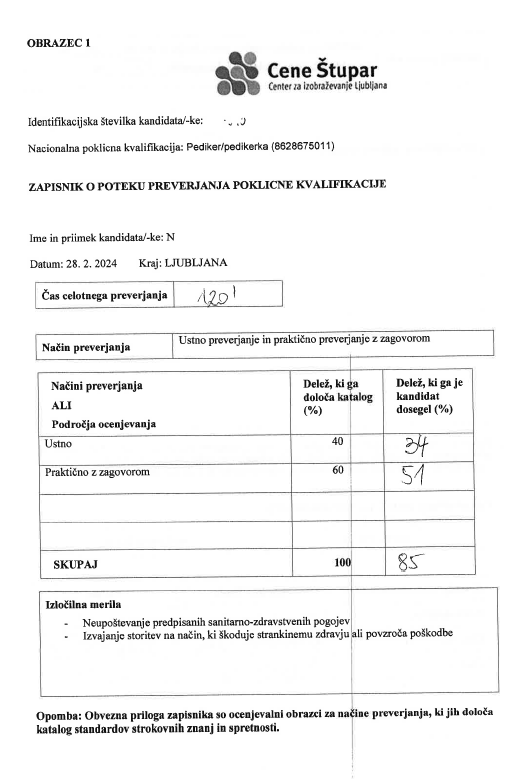 OBRAZEC 1
Cene Štupar
Center za izobraževanje Ljubljana
Identifikacijska številka kandidata/-ke:
Nacionalna poklicna kvalifikacija: Pediker/pedikerka (8628675011)
ZAPISNIK O POTEKU PREVERJANJA POKLICNE KVALIFIKACIJE
Ime in priimek kandidata/-ke: N
Datum: 28. 2. 2024 Kraj: LJUBLJANA
Čas celotnega preverjanja 120'
Način preverjanja Ustno preverjanje in praktično preverjanje z zagovorom
Načini preverjanja
ALI
Področja ocenjevanja
Delež, ki ga
določa katalog
(%)
Delež, ki ga je
kandidat
dosegel (%)
Ustno 40 34
Praktično z zagovorom 60 51
SKUPAJ 100 85
Izločilna merila
- Neupoštevanje predpisanih sanitarno-zdravstvenih pogojev
- Izvajanje storitev na način, ki škoduje strankinemu zdravju ali povzroča poškodbe
Opomba: Obvezna priloga zapisnika so ocenjevalni obrazci za načine preverjanja, ki jih določa
katalog standardov strokovnih znanj in spretnosti.